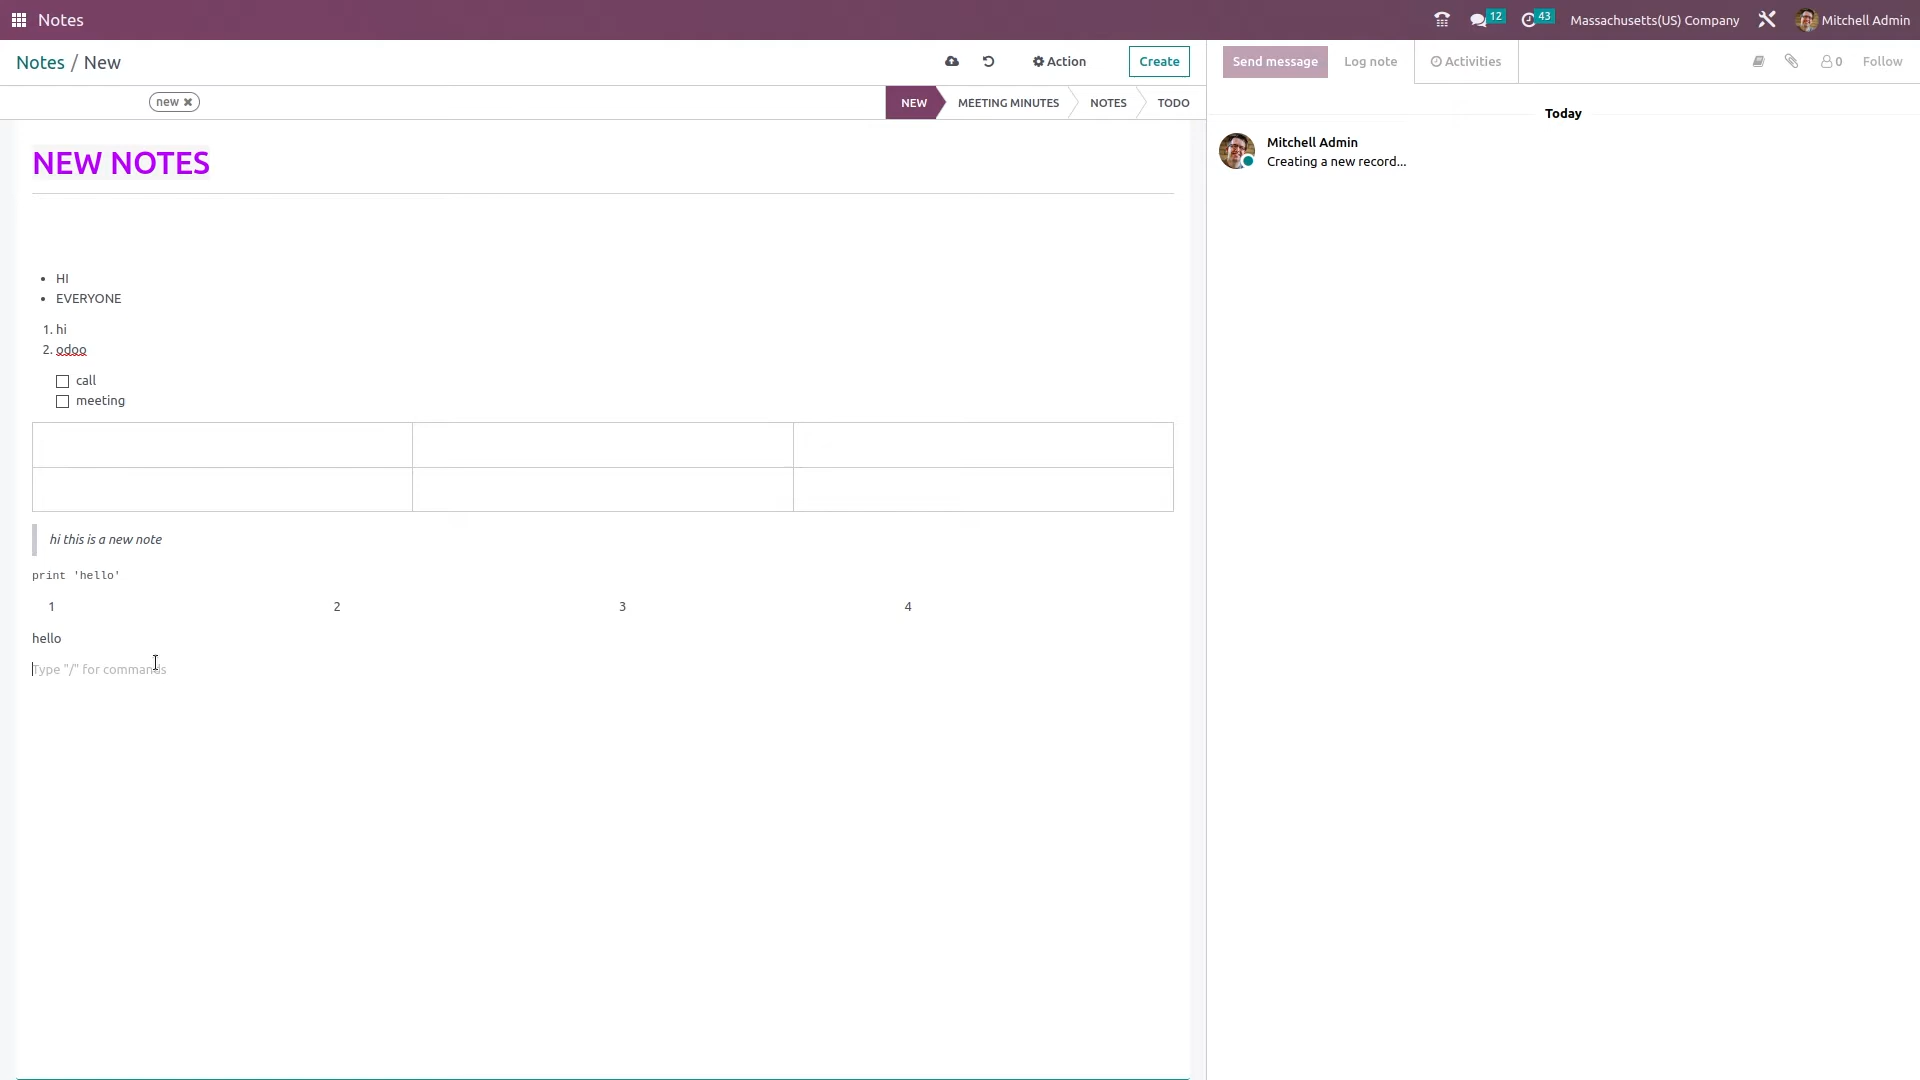 Notes
12
43
Massachusetts(US) Company
Mitchell Admin
Notes / New
Action
Create
Send message
Log note
Activities
0
Follow
new
NEW
MEETING MINUTES
NOTES
TODO
Today
Mitchell Admin
Creating a new record...
NEW NOTES
• HI
• EVERYONE
1. hi
2. odoo
call
meeting
hi this is a new note
print 'hello'
1 2 3 4
hello
Type "/" for commands